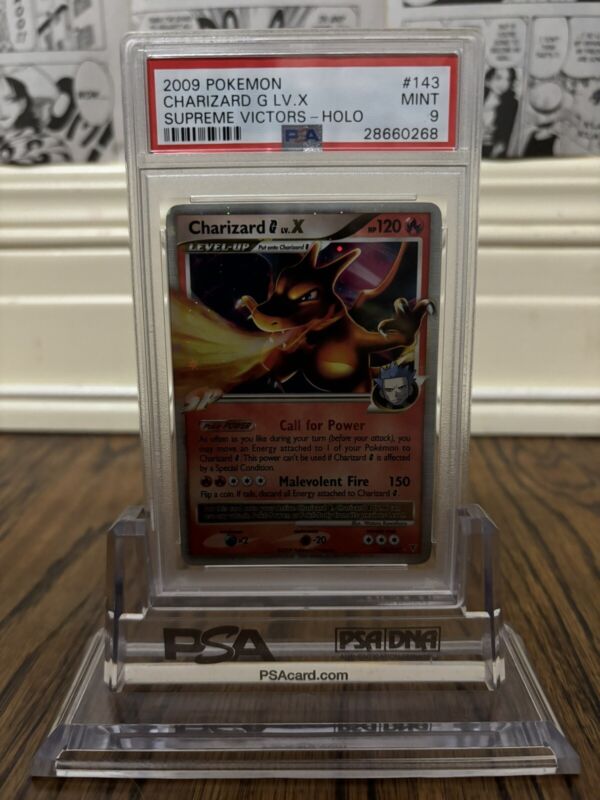 2009 POKEMON #143
CHARIZARD G LV.X MINT
SUPREME VICTORS – HOLO 9
PSA 28660268
Charizard G LV.X HP120
LEVEL-UP Put onto Charizard G
SP
POKÉ-POWER Call for Power
As often as you like during your turn (before your attack), you
may move an Energy attached to 1 of your Pokémon to
Charizard G. This power can't be used if Charizard G is affected
by a Special Condition.
Malevolent Fire 150
Flip a coin. If tails, discard all Energy attached to Charizard G.
x2 -20
PSA PSA DNA
PSAcard.com